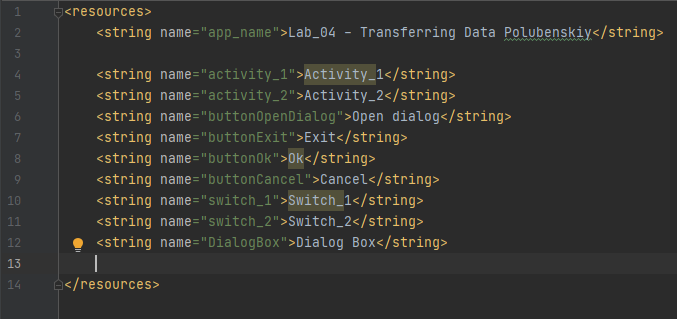 1 <resources>
2 <string name="app_name">Lab_04 – Transferring Data Polubenskiy</string>
3
4 <string name="activity_1">Activity_1</string>
5 <string name="activity_2">Activity_2</string>
6 <string name="buttonOpenDialog">Open dialog</string>
7 <string name="buttonExit">Exit</string>
8 <string name="buttonOk">Ok</string>
9 <string name="buttonCancel">Cancel</string>
10 <string name="switch_1">Switch_1</string>
11 <string name="switch_2">Switch_2</string>
12 <string name="DialogBox">Dialog Box</string>
13
14 </resources>